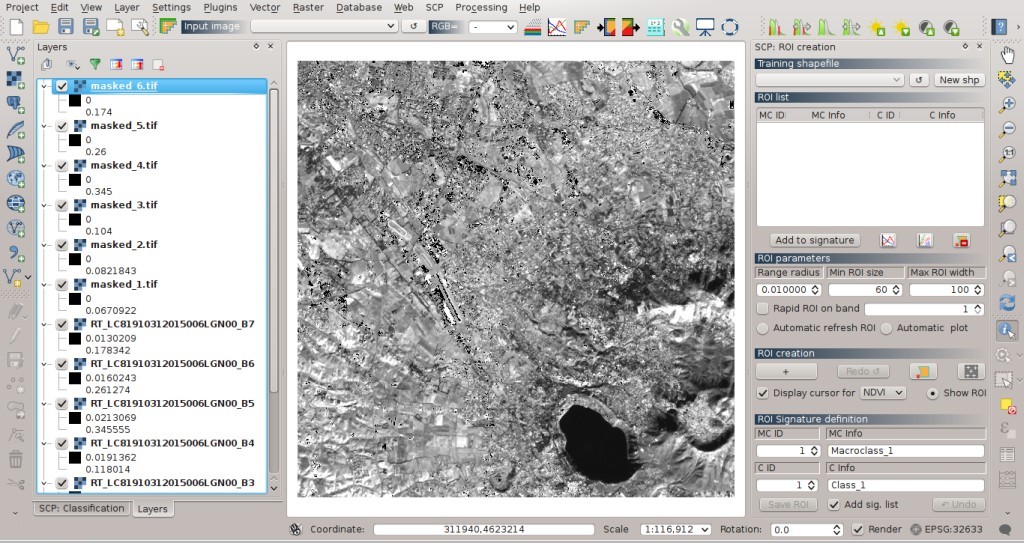 Project Edit View Layer Settings Plugins Vector Raster Database Web SCP Processing Help
Input image RGB= -
Layers
masked_6.tif
0
0.174
masked_5.tif
0
0.26
masked_4.tif
0
0.345
masked_3.tif
0
0.104
masked_2.tif
0
0.0821843
masked_1.tif
0
0.0670922
RT_LC81910312015006LGN00_B7
0.0130209
0.178342
RT_LC81910312015006LGN00_B6
0.0160243
0.261274
RT_LC81910312015006LGN00_B5
0.0213069
0.345555
RT_LC81910312015006LGN00_B4
0.0191362
0.118014
RT_LC81910312015006LGN00_B3
SCP: Classification Layers
SCP: ROI creation
Training shapefile
New shp
ROI list
MC ID MC Info C ID C Info
Add to signature
ROI parameters
Range radius Min ROI size Max ROI width
0.010000 60 100
Rapid ROI on band 1
Automatic refresh ROI Automatic plot
ROI creation
+ Redo
Display cursor for NDVI Show ROI
ROI Signature definition
MC ID MC Info
1 Macroclass_1
C ID C Info
1 Class_1
Save ROI Add sig. list Undo
Coordinate: 311940,4623214 Scale 1:116,912 Rotation: 0.0 Render EPSG:32633